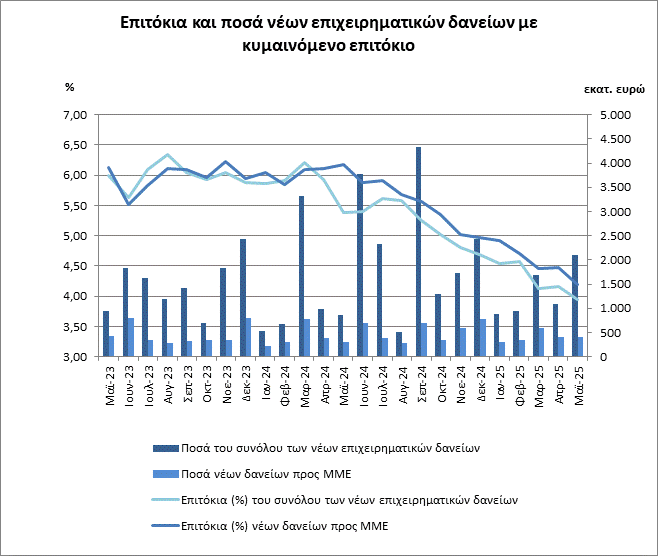 Επιτόκια και ποσά νέων επιχειρηματικών δανείων με
κυμαινόμενο επιτόκιο
%
εκατ. ευρώ
7,00
6,50
6,00
5,50
5,00
4,50
4,00
3,50
3,00
5.000
4.500
4.000
3.500
3.000
2.500
2.000
1.500
1.000
500
0
Μαϊ-23
Ιουν-23
Ιουλ-23
Αυγ-23
Σεπ-23
Οκτ-23
Νοε-23
Δεκ-23
Ιαν-24
Φεβ-24
Μαρ-24
Απρ-24
Μαϊ-24
Ιουν-24
Ιουλ-24
Αυγ-24
Σεπ-24
Οκτ-24
Νοε-24
Δεκ-24
Ιαν-25
Φεβ-25
Μαρ-25
Απρ-25
Μαϊ-25
Ποσά του συνόλου των νέων επιχειρηματικών δανείων
Ποσά νέων δανείων προς ΜΜΕ
Επιτόκια (%) του συνόλου των νέων επιχειρηματικών δανείων
Επιτόκια (%) νέων δανείων προς ΜΜΕ